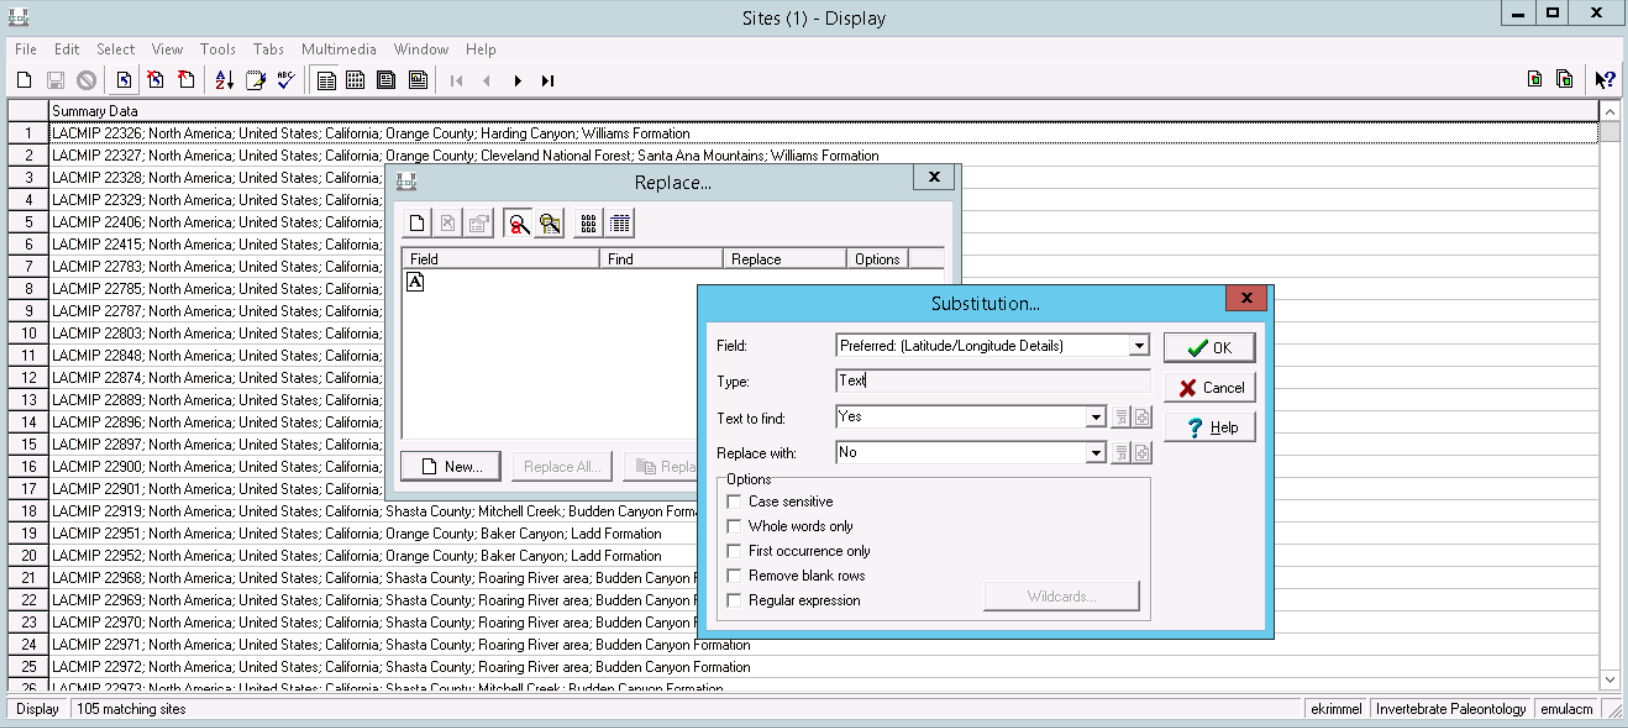 Sites (1) - Display
File Edit Select View Tools Tabs Multimedia Window Help
Summary Data
1 LACMIP 22326; North America; United States; California; Orange County; Harding Canyon; Williams Formation
2 LACMIP 22327; North America; United States; California; Orange County; Cleveland National Forest; Santa Ana Mountains; Williams Formation
3 LACMIP 22328; North America; United States; California;
4 LACMIP 22329; North America; United States; California;
5 LACMIP 22406; North America; United States; California;
6 LACMIP 22415; North America; United States; California;
7 LACMIP 22783; North America; United States; California;
8 LACMIP 22785; North America; United States; California;
9 LACMIP 22787; North America; United States; California;
10 LACMIP 22803; North America; United States; California;
11 LACMIP 22848; North America; United States; California;
12 LACMIP 22874; North America; United States; California;
13 LACMIP 22889; North America; United States; California;
14 LACMIP 22896; North America; United States; California;
15 LACMIP 22897; North America; United States; California;
16 LACMIP 22900; North America; United States; California;
17 LACMIP 22901; North America; United States; California;
18 LACMIP 22919; North America; United States; California; Shasta County; Mitchell Creek; Budden Canyon Form
19 LACMIP 22951; North America; United States; California; Orange County; Baker Canyon; Ladd Formation
20 LACMIP 22952; North America; United States; California; Orange County; Baker Canyon; Ladd Formation
21 LACMIP 22968; North America; United States; California; Shasta County; Roaring River area; Budden Canyon F
22 LACMIP 22969; North America; United States; California; Shasta County; Roaring River area; Budden Canyon F
23 LACMIP 22970; North America; United States; California; Shasta County; Roaring River area; Budden Canyon F
24 LACMIP 22971; North America; United States; California; Shasta County; Roaring River area; Budden Canyon Formation
25 LACMIP 22972; North America; United States; California; Shasta County; Roaring River area; Budden Canyon Formation
26 LACMIP 22973; North America; United States; California; Shasta County; Mitchell Creek; Budden Canyon Formation
Replace...
Field Find Replace Options
A
New... Replace All... Repla
Substitution...
Field: Preferred: (Latitude/Longitude Details)
Type: Text
Text to find: Yes
Replace with: No
OK
Cancel
Help
Options
Case sensitive
Whole words only
First occurrence only
Remove blank rows
Regular expression
Wildcards...
Display 105 matching sites ekrimmel Invertebrate Paleontology emulacm